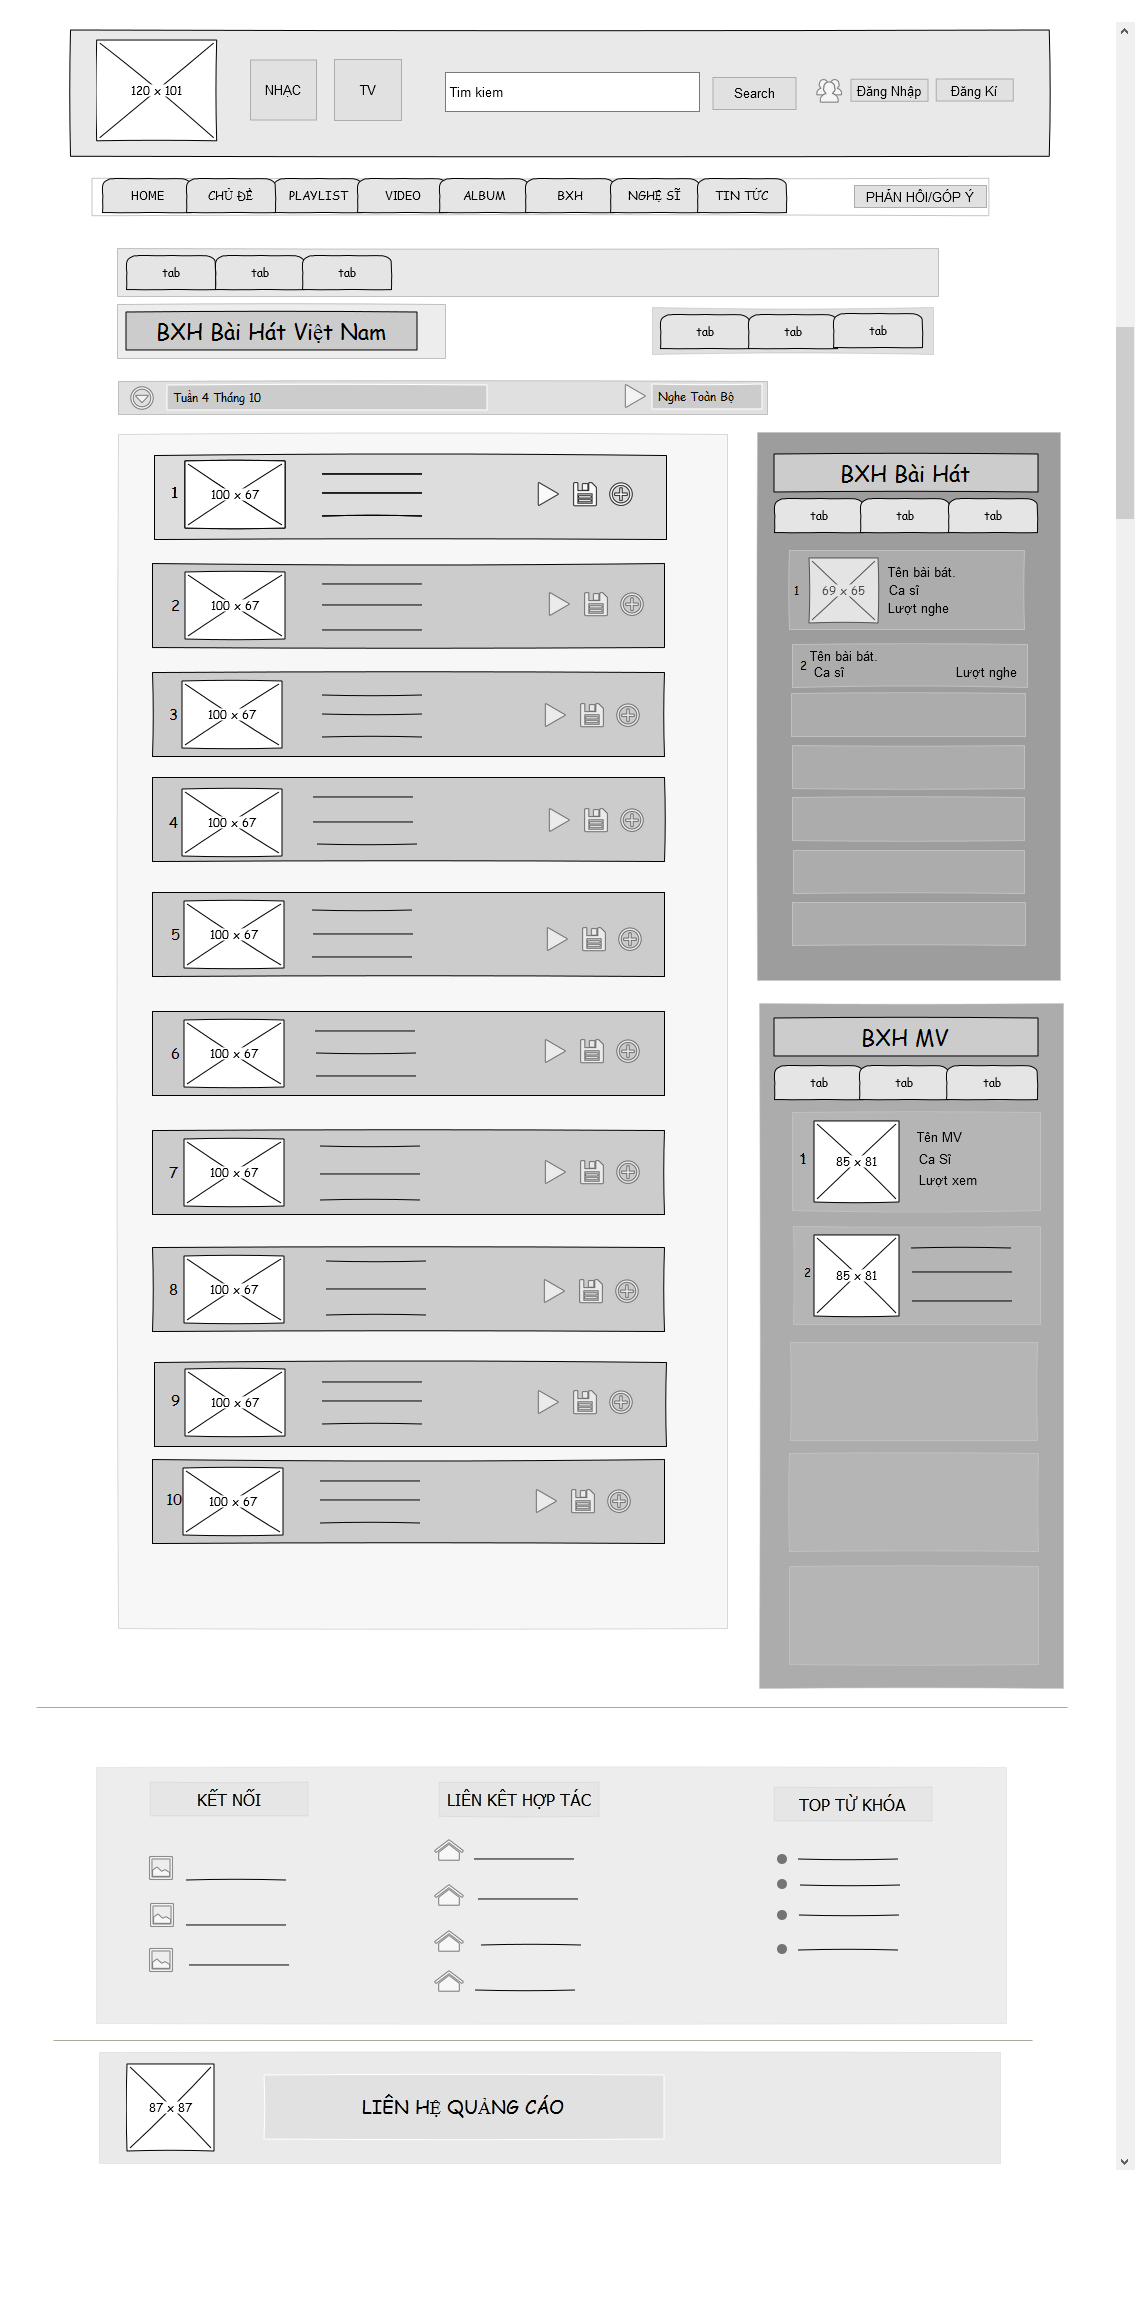 120 x 101
NHẠC
TV
Tim kiem
Search
Đăng Nhập
Đăng Kí
HOME
CHỦ ĐỀ
PLAYLIST
VIDEO
ALBUM
BXH
NGHỆ SĨ
TIN TỨC
PHẢN HỒI/GÓP Ý
tab
tab
tab
BXH Bài Hát Việt Nam
tab
tab
tab
Tuần 4 Tháng 10
Nghe Toàn Bộ
1
100 x 67
2
100 x 67
3
100 x 67
4
100 x 67
5
100 x 67
6
100 x 67
7
100 x 67
8
100 x 67
9
100 x 67
10
100 x 67
BXH Bài Hát
tab
tab
tab
1
69 x 65
Tên bài bát.
Ca sĩ
Lượt nghe
2
Tên bài bát.
Ca sĩ
Lượt nghe
BXH MV
tab
tab
tab
1
85 x 81
Tên MV
Ca Sĩ
Lượt xem
2
85 x 81
KẾT NỐI
LIÊN KẾT HỢP TÁC
TOP TỪ KHÓA
87 x 87
LIÊN HỆ QUẢNG CÁO